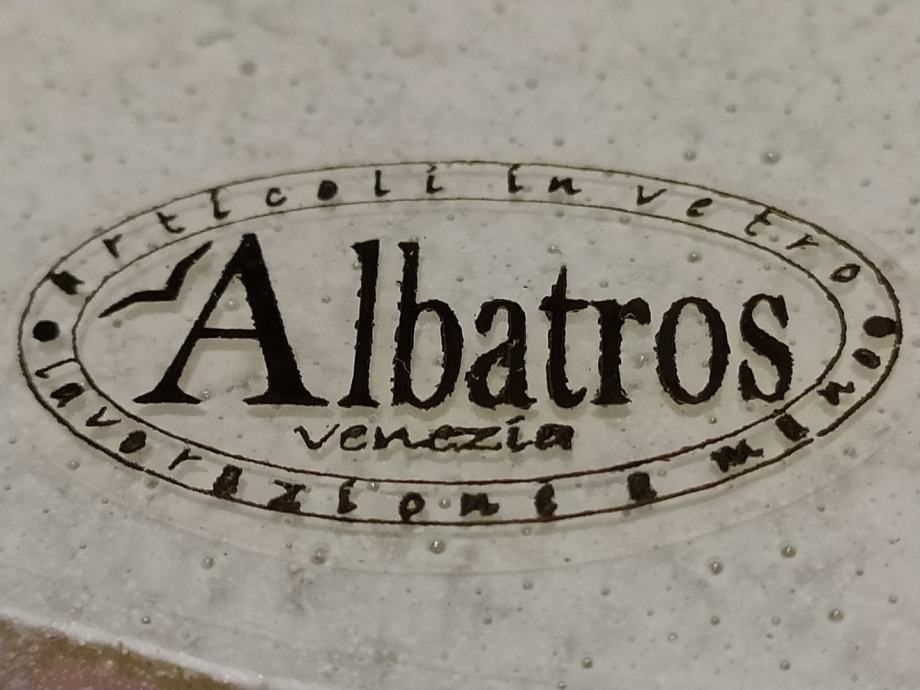 Articoli in vetro
Albatros
venezia
lavorazione a mano